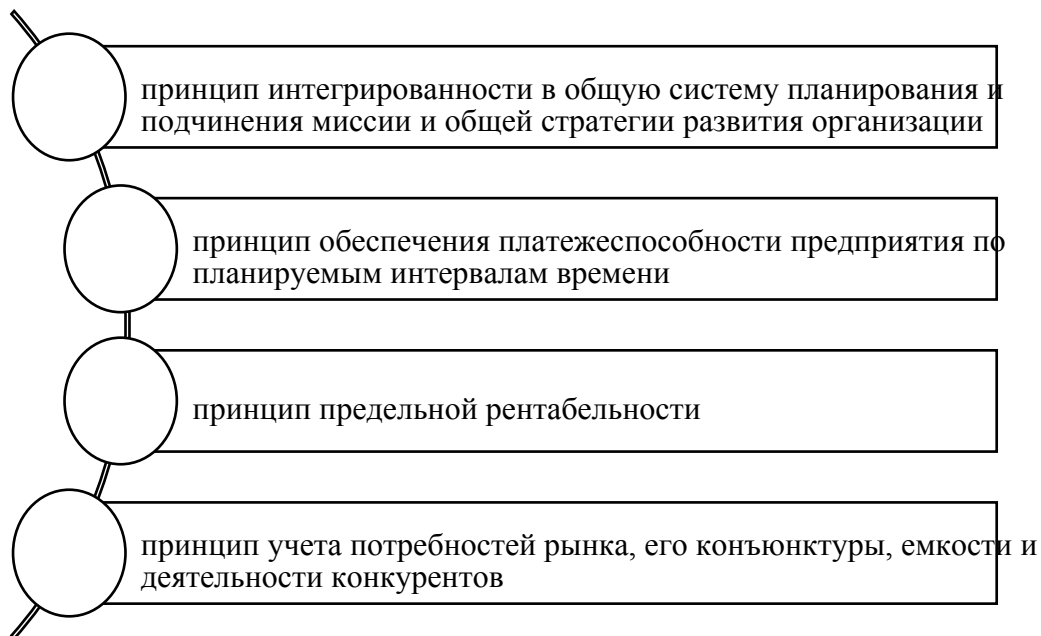 принцип интегрированности в общую систему планирования и
подчинения миссии и общей стратегии развития организации
принцип обеспечения платежеспособности предприятия по
планируемым интервалам времени
принцип предельной рентабельности
принцип учета потребностей рынка, его конъюнктуры, емкости и
деятельности конкурентов